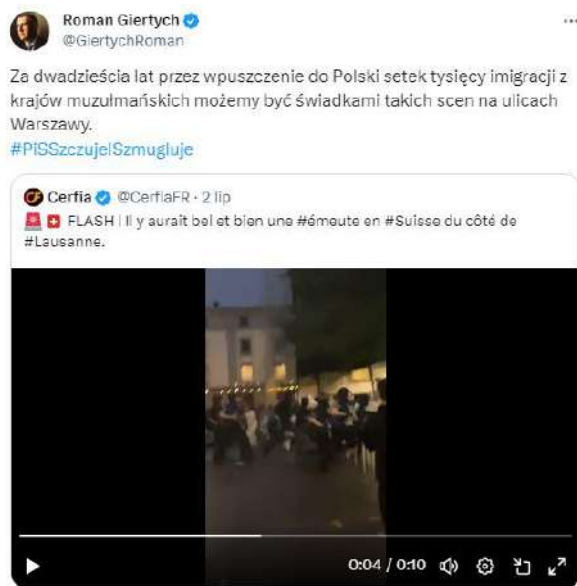 Roman Giertych
@GiertychRoman
Za dwadzieścia lat przez wpuszczenie do Polski setek tysięcy imigracji z
krajów muzułmańskich możemy być świadkami takich scen na ulicach
Warszawy.
#PiSSzczujeISzmugluje
Cerfia @CerfiaFR · 2 lip
FLASH | Il y aurait bel et bien une #émeute en #Suisse du côté de
#Lausanne.
0:04 / 0:10